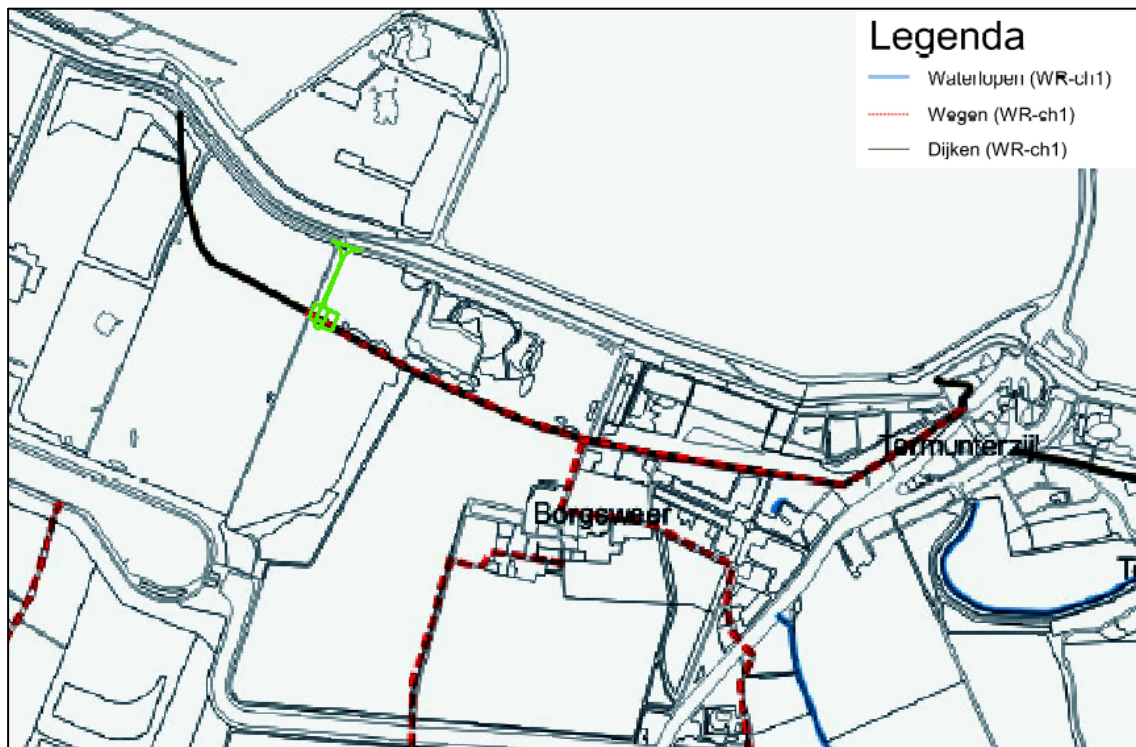 Legenda
Waterlopen (WR-ch1)
Wegen (WR-ch1)
Dijken (WR-ch1)
Termunterzijl
Borgsweer
T